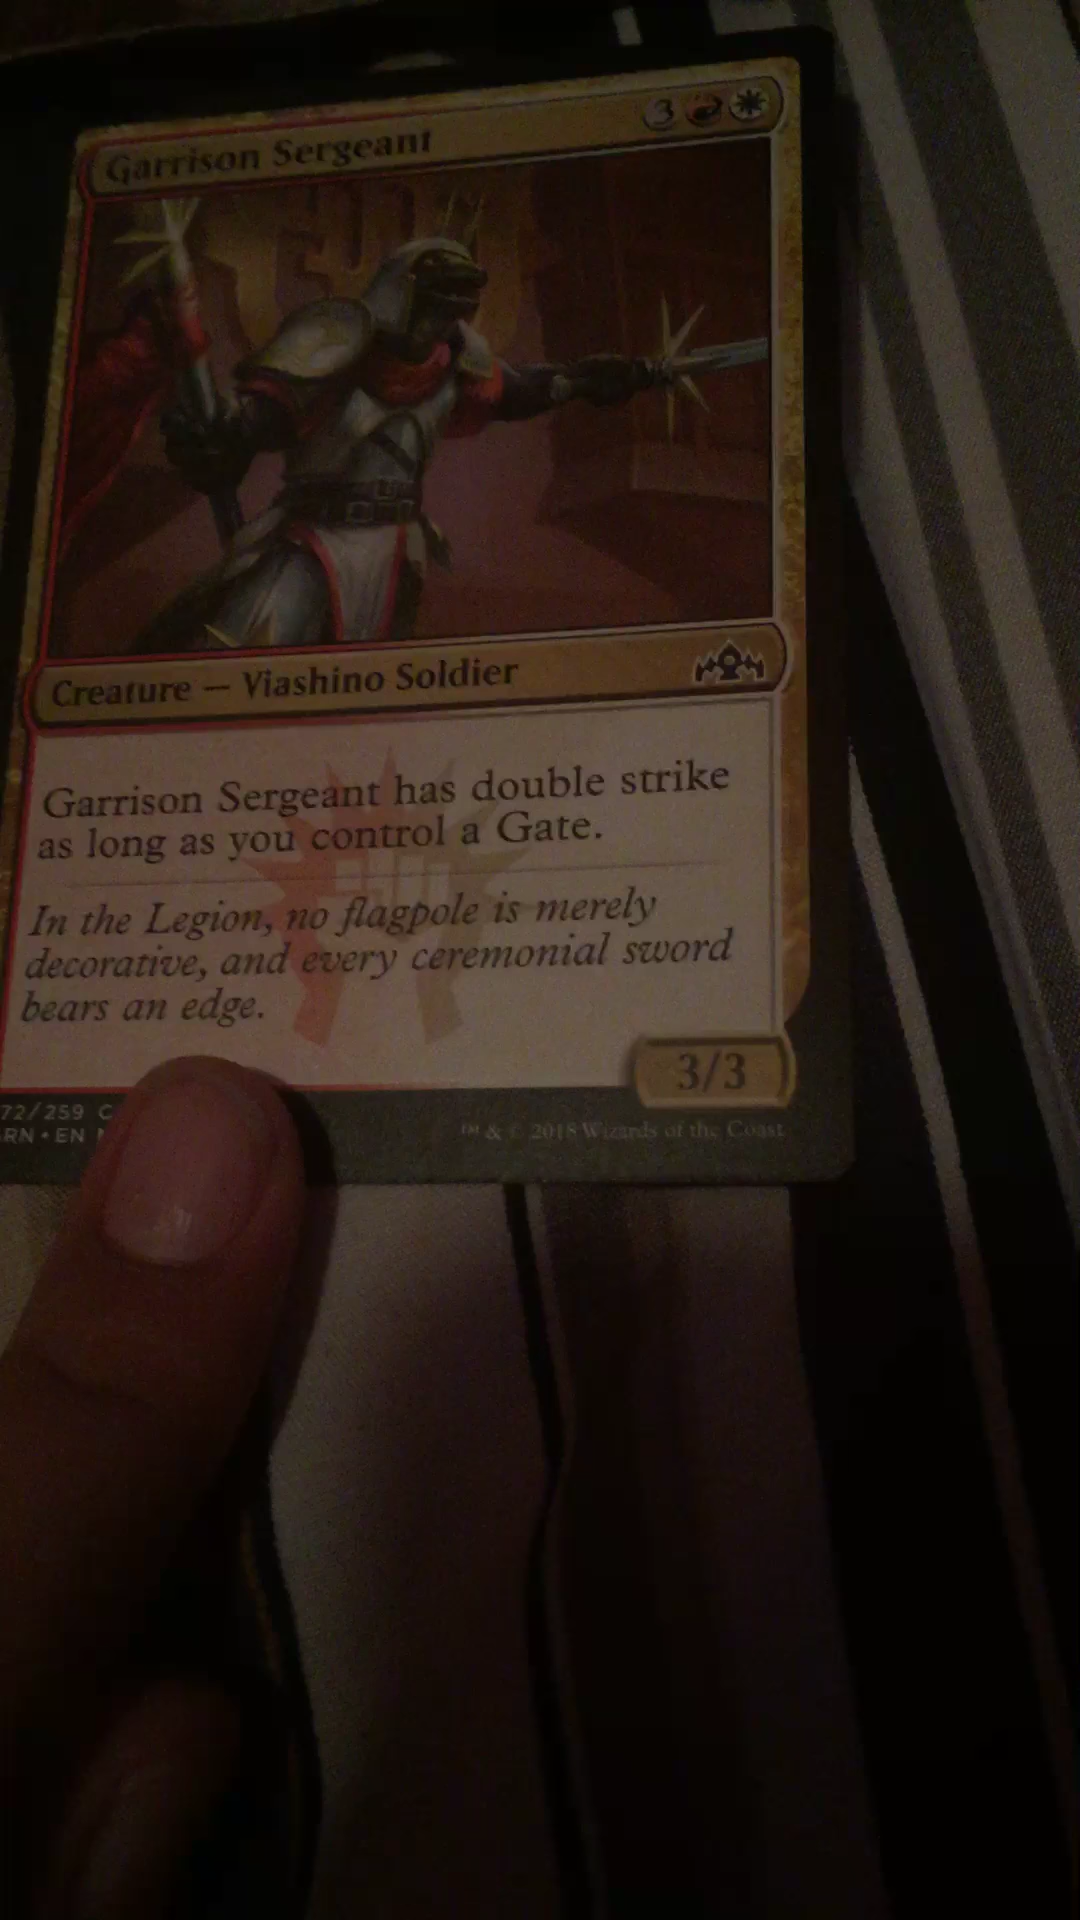 Garrison Sergeant 3
Creature — Viashino Soldier
Garrison Sergeant has double strike
as long as you control a Gate.
In the Legion, no flagpole is merely
decorative, and every ceremonial sword
bears an edge.
3/3
72/259 C
RN • EN
™ & © 2018 Wizards of the Coast